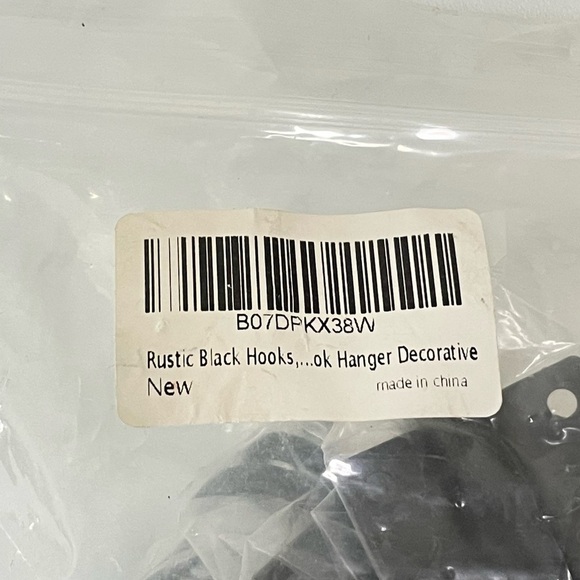 B07DPKX38W
Rustic Black Hooks,...ok Hanger Decorative
New
made in china